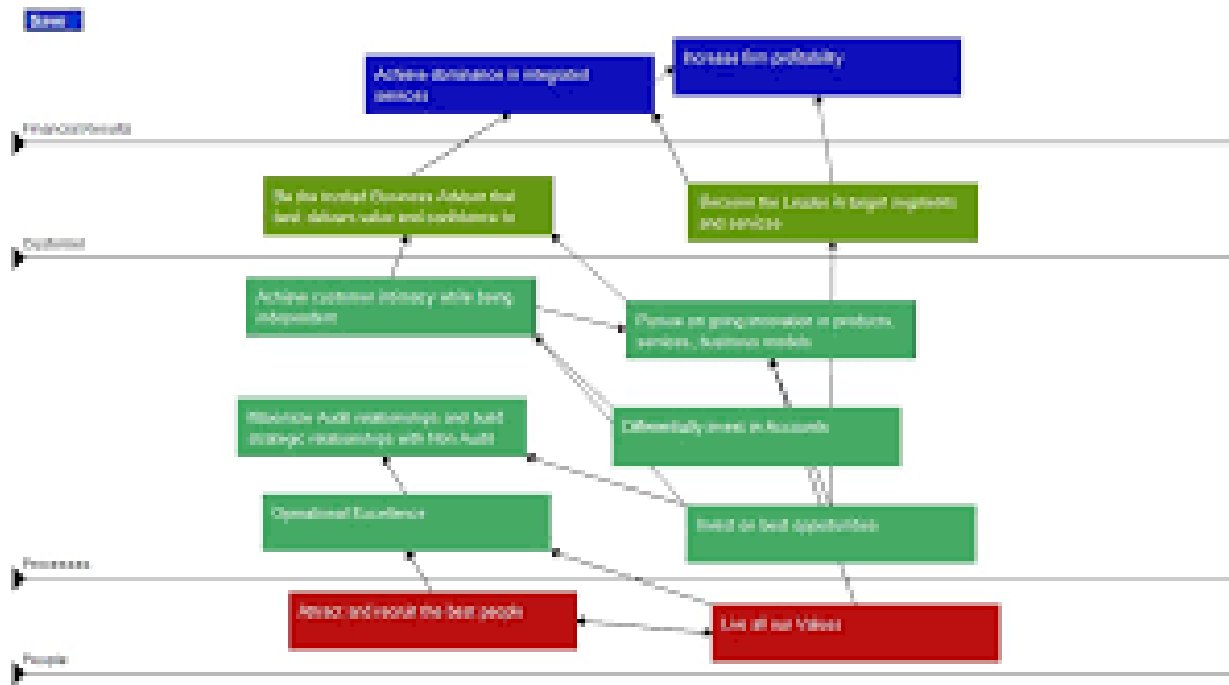 Save
Increase firm profitability
Achieve dominance in integrated
services
Financial Results
Be the trusted Business Advisor that
best delivers value and confidence to
Become the Leader in target segments
and services
Customer
Achieve customer intimacy while being
independent
Pursue on going innovation in products,
services, business models
Audit relationships and build
strategic relationships with Non Audit
Differentially invest in Accounts
Operational Excellence
Invest on best opportunities
Processes
Attract and recruit the best people
Live all our Values
People